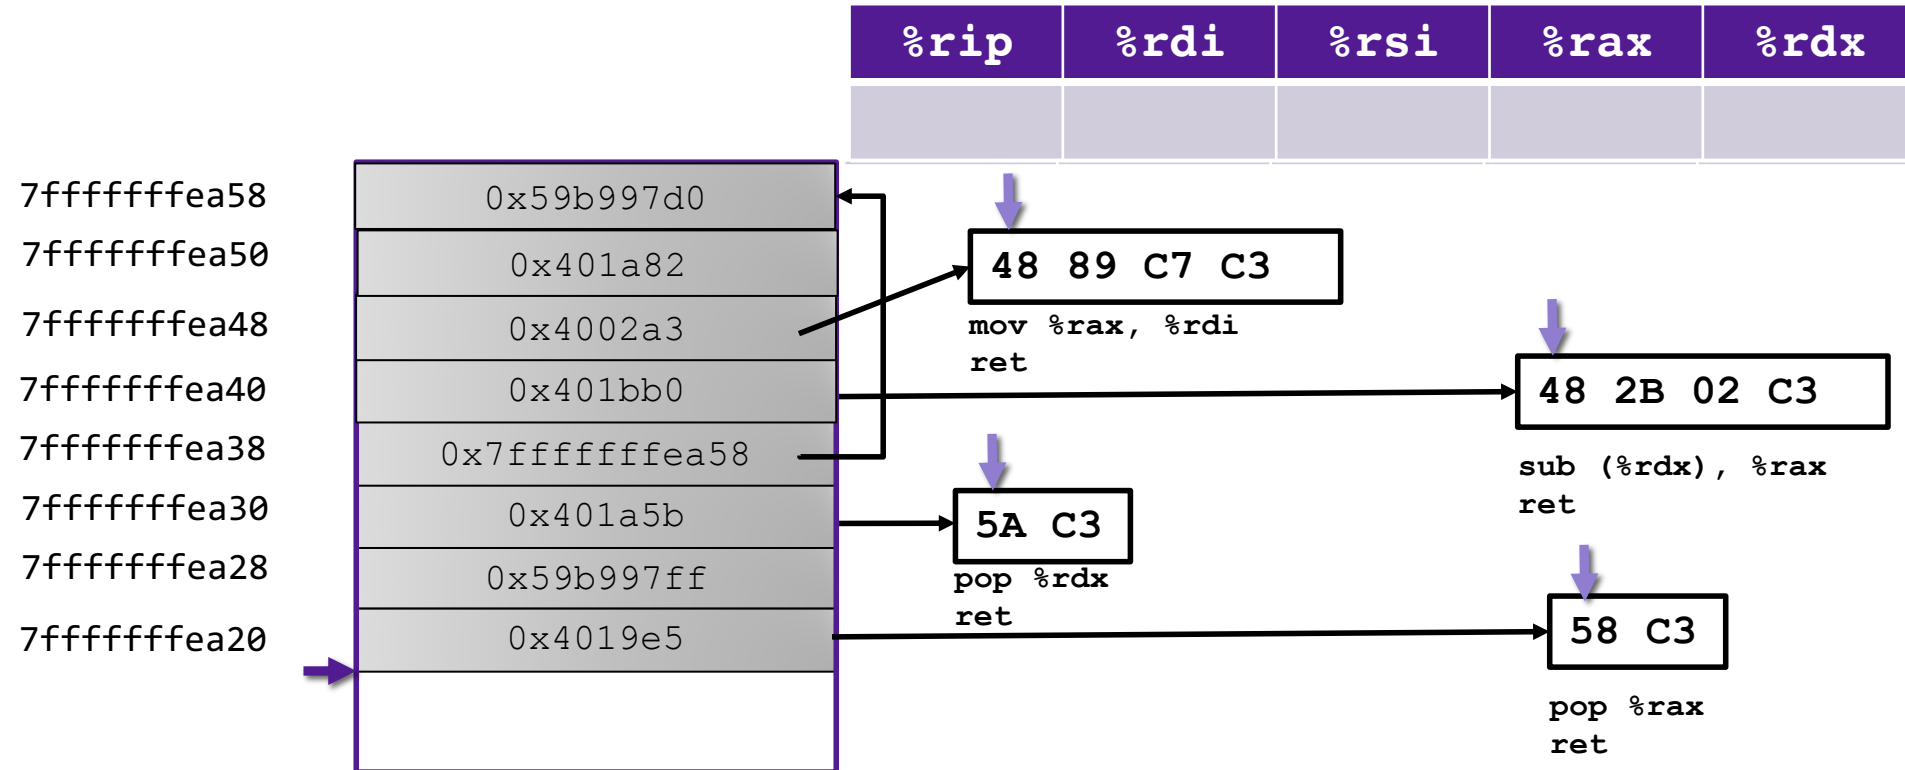 %rip %rdi %rsi %rax %rdx
7fffffffea58 0x59b997d0
7fffffffea50 0x401a82
7fffffffea48 0x4002a3
7fffffffea40 0x401bb0
7fffffffea38 0x7fffffffea58
7fffffffea30 0x401a5b
7fffffffea28 0x59b997ff
7fffffffea20 0x4019e5
48 89 C7 C3
mov %rax, %rdi
ret
48 2B 02 C3
sub (%rdx), %rax
ret
5A C3
pop %rdx
ret
58 C3
pop %rax
ret